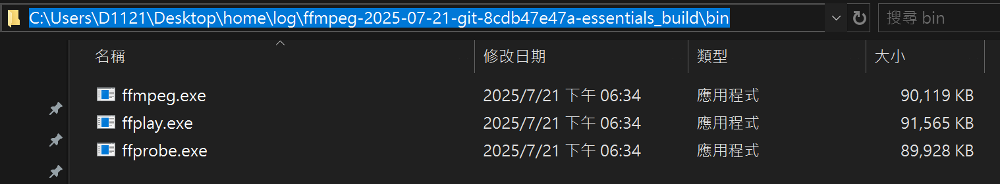 C:\Users\D1121\Desktop\home\log\ffmpeg-2025-07-21-git-8cdb47e47a-essentials_build\bin 搜尋 bin
名稱 修改日期 類型 大小
ffmpeg.exe 2025/7/21 下午 06:34 應用程式 90,119 KB
ffplay.exe 2025/7/21 下午 06:34 應用程式 91,565 KB
ffprobe.exe 2025/7/21 下午 06:34 應用程式 89,928 KB